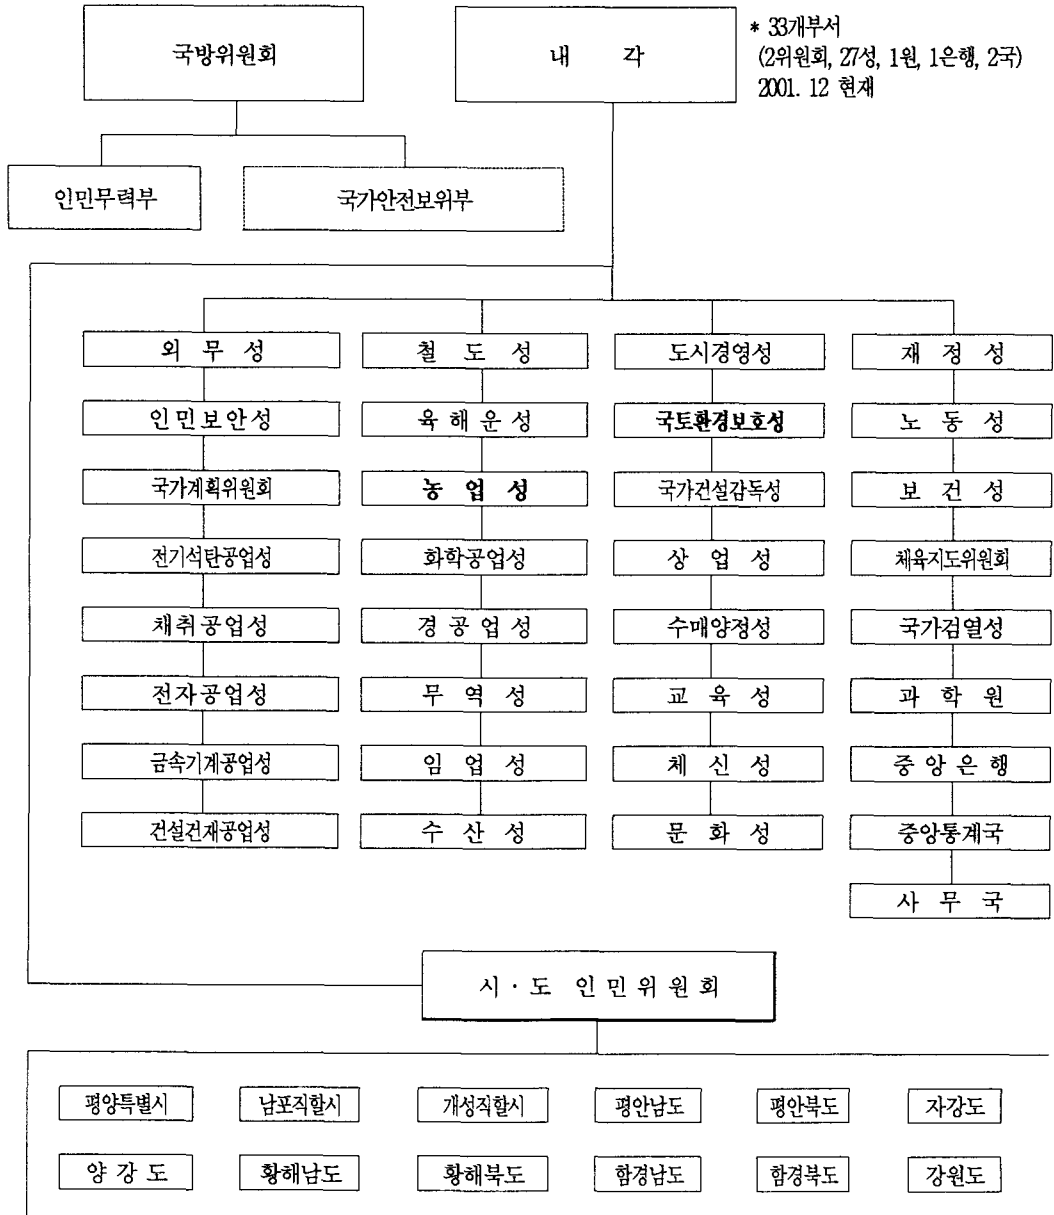 국방위원회
내 각
* 33개부서
(2위원회, 27성, 1원, 1은행, 2국)
2001. 12 현재
인민무력부
국가안전보위부
외 무 성
철 도 성
도시경영성
재 정 성
인민보안성
육 해 운 성
국토환경보호성
노 동 성
국가계획위원회
농 업 성
국가건설감독성
보 건 성
전기석탄공업성
화학공업성
상 업 성
체육지도위원회
채취공업성
경 공 업 성
수매양정성
국가검열성
전자공업성
무 역 성
교 육 성
과 학 원
금속기계공업성
임 업 성
체 신 성
중 앙 은 행
건설건재공업성
수 산 성
문 화 성
중앙통계국
사 무 국
시 · 도 인 민 위 원 회
평양특별시
남포직할시
개성직할시
평안남도
평안북도
자강도
양 강 도
황해남도
황해북도
함경남도
함경북도
강원도